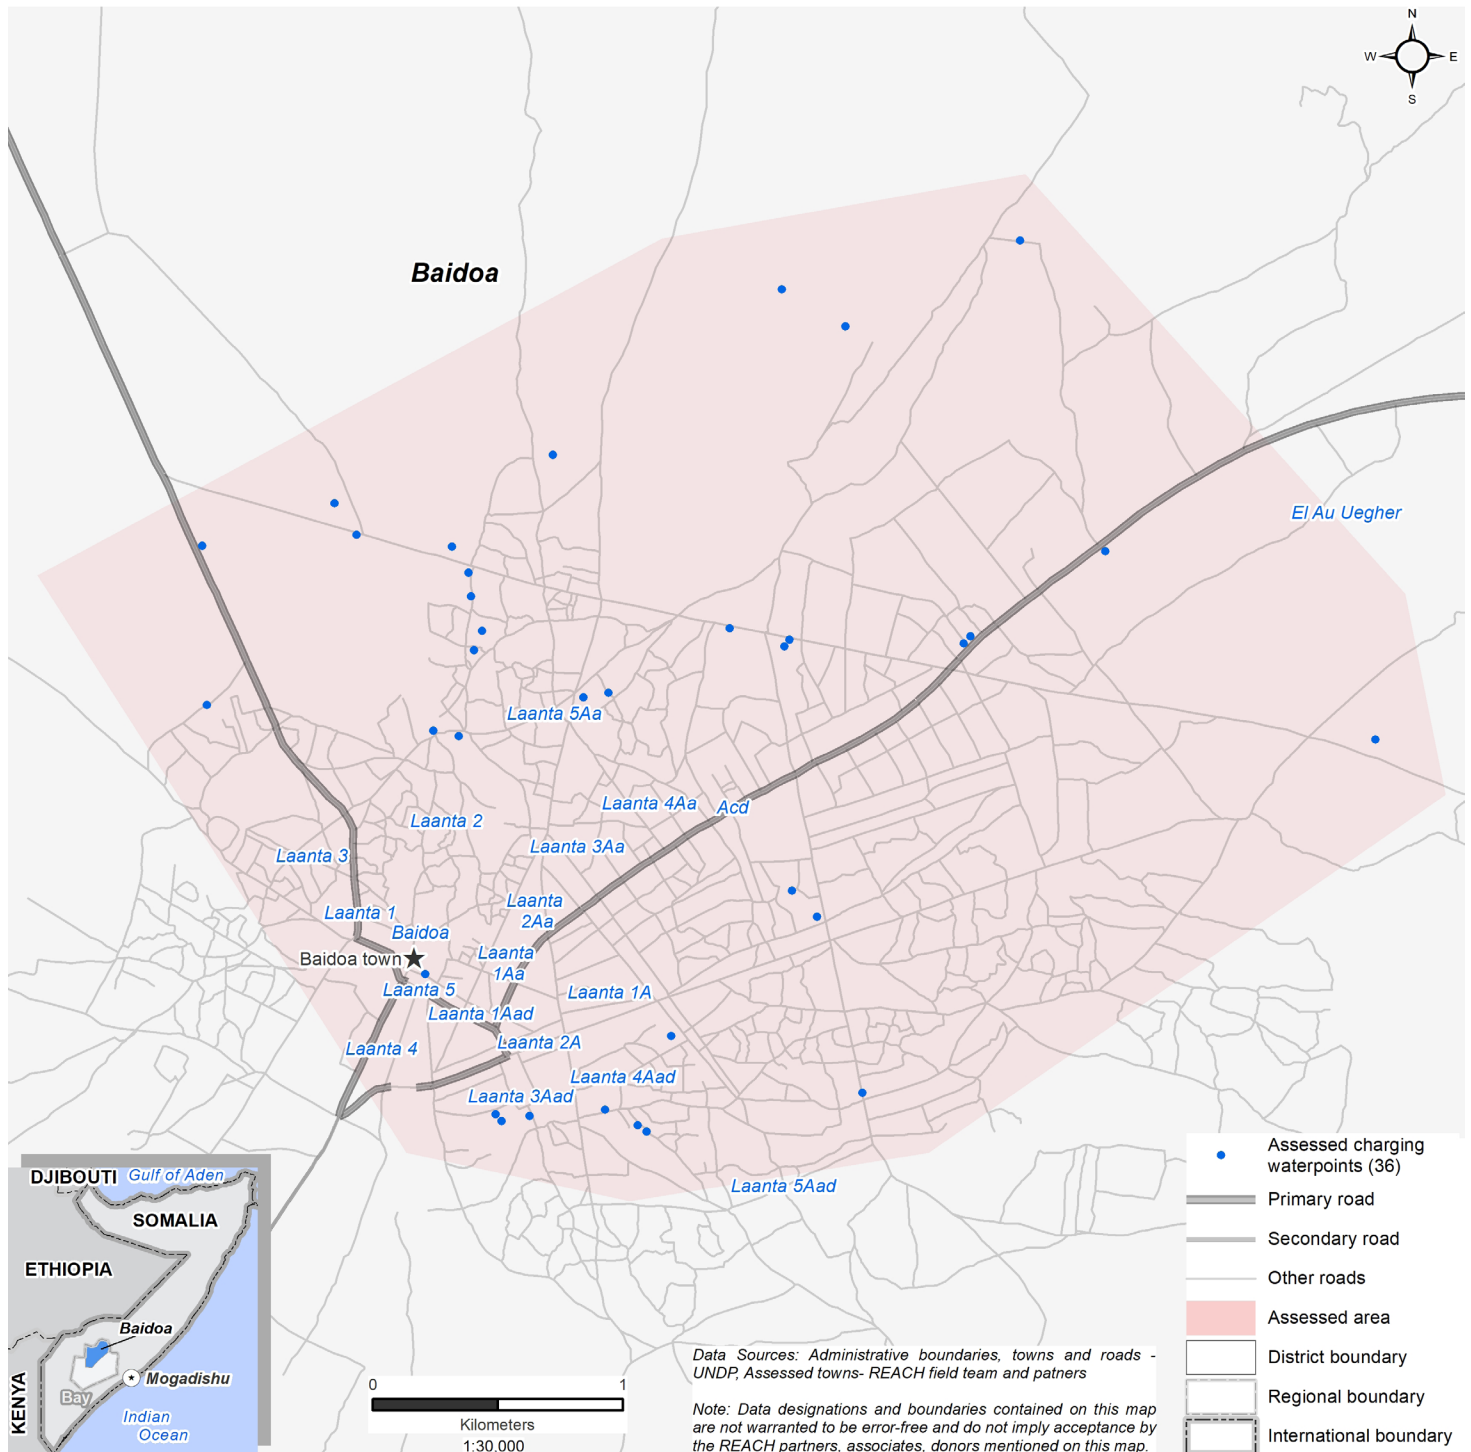 N
W
E
S
Baidoa
El Au Uegher
Laanta 5Aa
Laanta 4Aa
Acd
Laanta 2
Laanta 3Aa
Laanta 3
Laanta
2Aa
Laanta 1
Baidoa
Baidoa town
Laanta
1Aa
Laanta 5
Laanta 1A
Laanta 1Aad
Laanta 2A
Laanta 4
Laanta 4Aad
Laanta 3Aad
Laanta 5Aad
DJIBOUTI
Gulf of Aden
SOMALIA
ETHIOPIA
Baidoa
Mogadishu
Bay
KENYA
Indian
Ocean
0
1
Kilometers
1:30,000
Data Sources: Administrative boundaries, towns and roads -
UNDP, Assessed towns- REACH field team and patners
Note: Data designations and boundaries contained on this map
are not warranted to be error-free and do not imply acceptance by
the REACH partners, associates, donors mentioned on this map.
Assessed charging
waterpoints (36)
Primary road
Secondary road
Other roads
Assessed area
District boundary
Regional boundary
International boundary